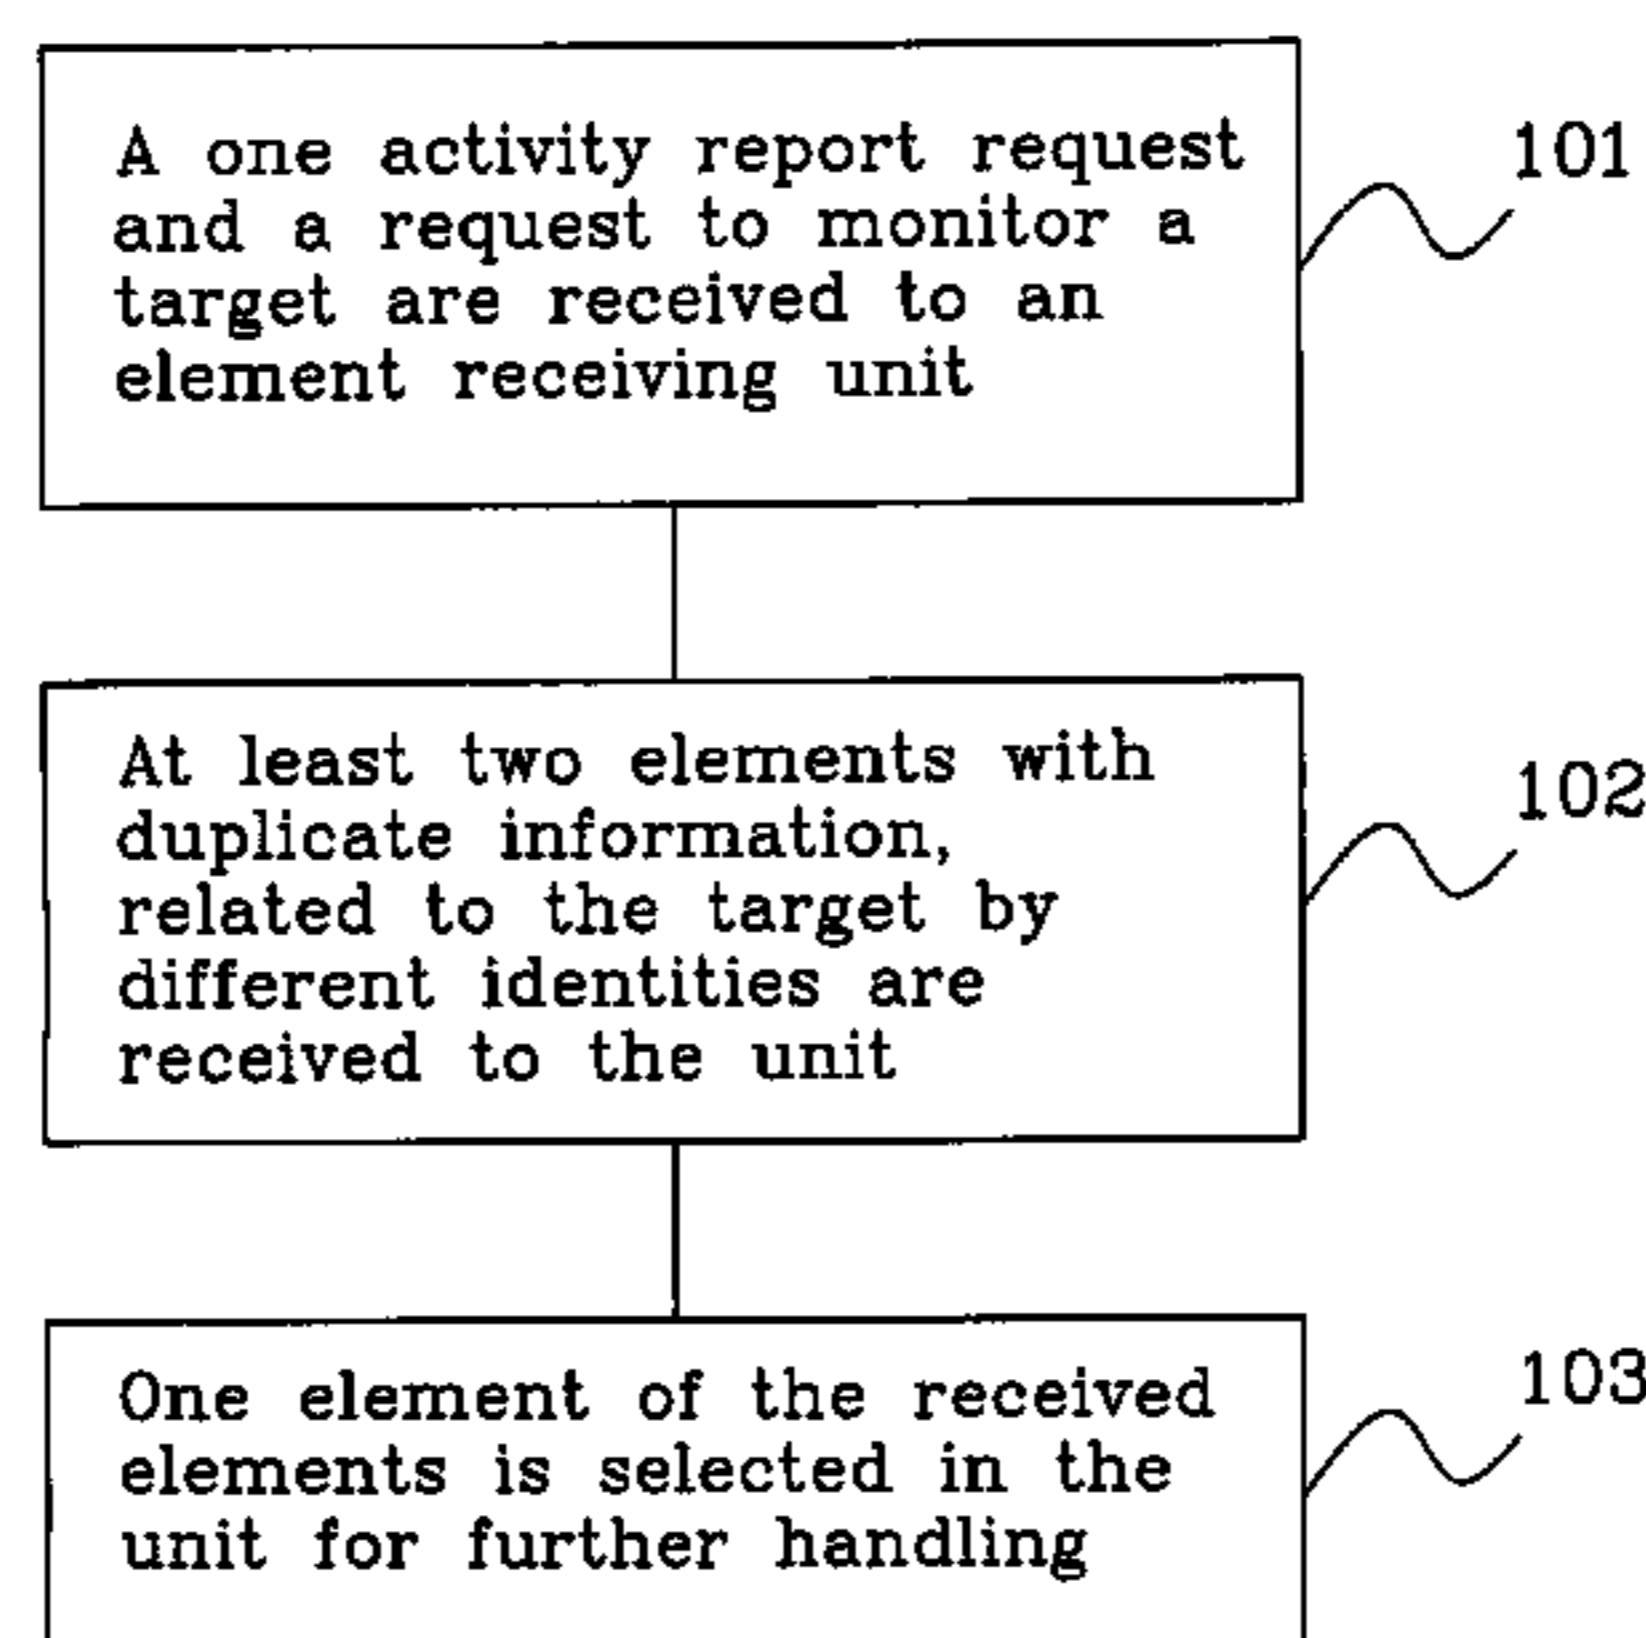 A one activity report request
and a request to monitor a
target are received to an
element receiving unit
101
At least two elements with
duplicate information,
related to the target by
different identities are
received to the unit
102
One element of the received
elements is selected in the
unit for further handling
103